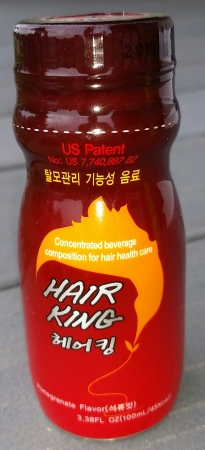 US Patent
No: US 7,740,887 B2
탈모관리 기능성 음료
Concentrated beverage
composition for hair health care
HAIR
KING
헤어킹
Pomegranate Flavor(석류맛)
3.38FL OZ(100mL/45Kcal)